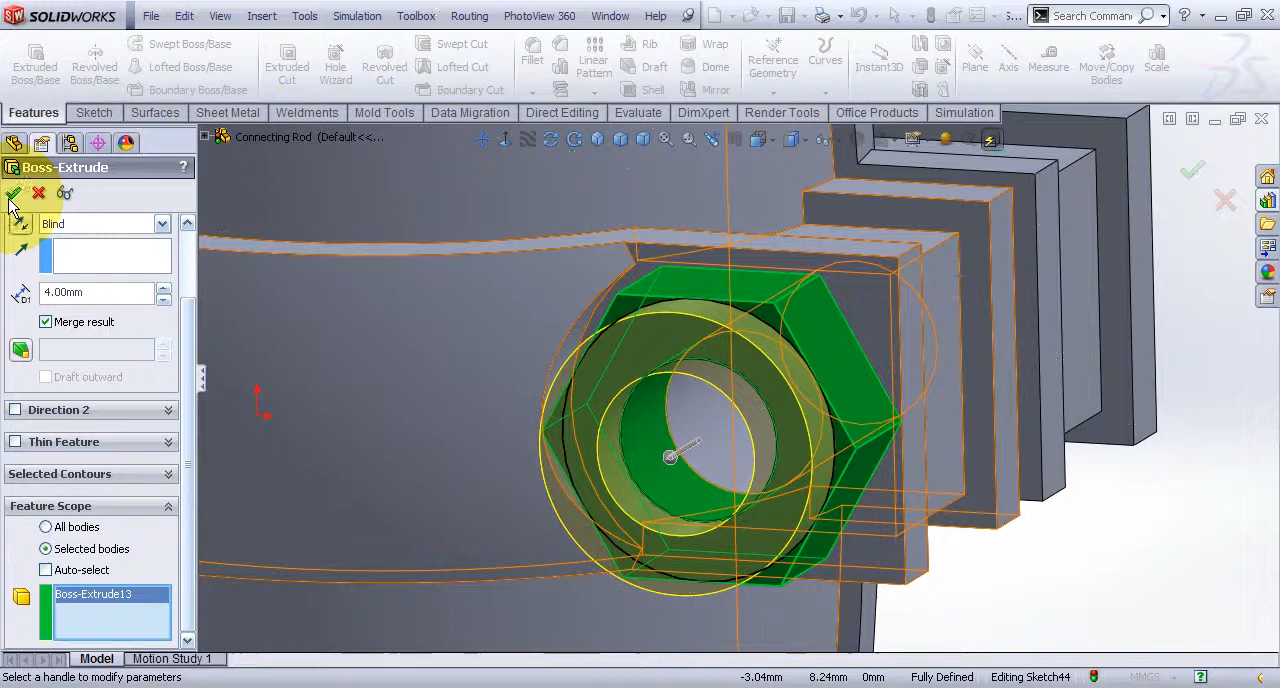 SOLIDWORKS File Edit View Insert Tools Simulation Toolbox Routing PhotoView 360 Window Help S... Search Comman
Extruded Boss/Base
Revolved Boss/Base
Swept Boss/Base
Lofted Boss/Base
Boundary Boss/Base
Extruded Cut
Hole Wizard
Revolved Cut
Swept Cut
Lofted Cut
Boundary Cut
Fillet
Linear Pattern
Rib
Draft
Shell
Wrap
Dome
Mirror
Reference Geometry
Curves
Instant3D
Plane
Axis
Measure
Move/Copy Bodies
Scale
Features Sketch Surfaces Sheet Metal Weldments Mold Tools Data Migration Direct Editing Evaluate DimXpert Render Tools Office Products Simulation
Connecting Rod (Default<<...
Boss-Extrude ?
Blind
D1 4.00mm
Merge result
Draft outward
Direction 2
Thin Feature
Selected Contours
Feature Scope
All bodies
Selected bodies
Auto-select
Boss-Extrude13
Model Motion Study 1
Select a handle to modify parameters -3.04mm 8.24mm 0mm Fully Defined Editing Sketch44 MMGS